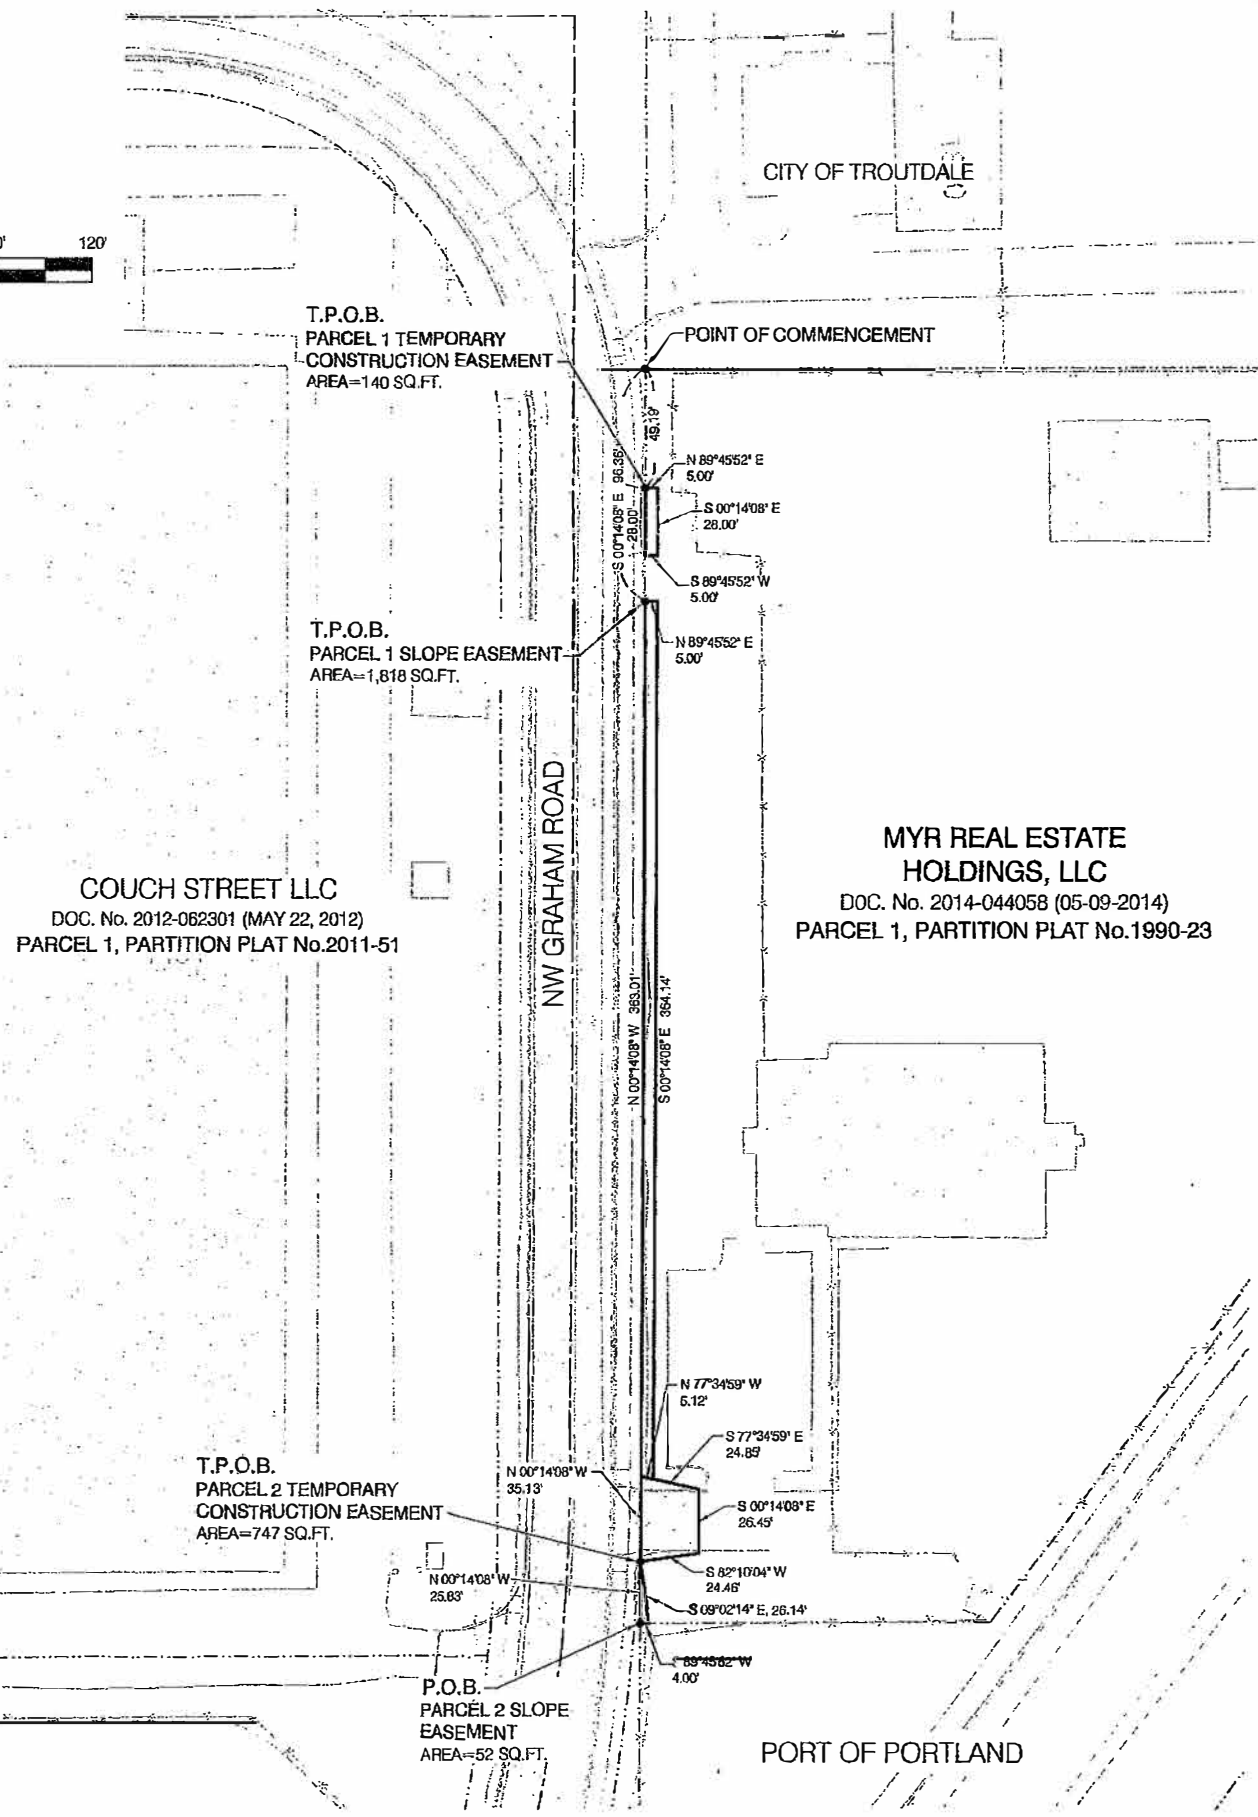 CITY OF TROUTDALE
120'
T.P.O.B.
PARCEL 1 TEMPORARY
CONSTRUCTION EASEMENT
AREA=140 SQ.FT.
POINT OF COMMENCEMENT
49.19'
N 89°45'52" E
5.00'
S 00°14'08" E 96.36'
28.00'
S 00°14'08" E
28.00'
S 89°45'52" W
5.00'
T.P.O.B.
PARCEL 1 SLOPE EASEMENT
AREA=1,818 SQ.FT.
N 89°45'52" E
5.00'
NW GRAHAM ROAD
COUCH STREET LLC
DOC. No. 2012-062301 (MAY 22, 2012)
PARCEL 1, PARTITION PLAT No.2011-51
MYR REAL ESTATE
HOLDINGS, LLC
DOC. No. 2014-044058 (05-09-2014)
PARCEL 1, PARTITION PLAT No.1990-23
N 00°14'08" W 363.01'
S 00°14'08" E 364.14'
N 77°34'59" W
5.12'
S 77°34'59" E
24.85'
N 00°14'08" W
35.13'
S 00°14'08" E
26.45'
T.P.O.B.
PARCEL 2 TEMPORARY
CONSTRUCTION EASEMENT
AREA=747 SQ.FT.
S 82°10'04" W
24.46'
N 00°14'08" W
25.83'
S 09°02'14" E, 26.14'
89°45'52" W
4.00'
P.O.B.
PARCEL 2 SLOPE
EASEMENT
AREA=52 SQ.FT.
PORT OF PORTLAND